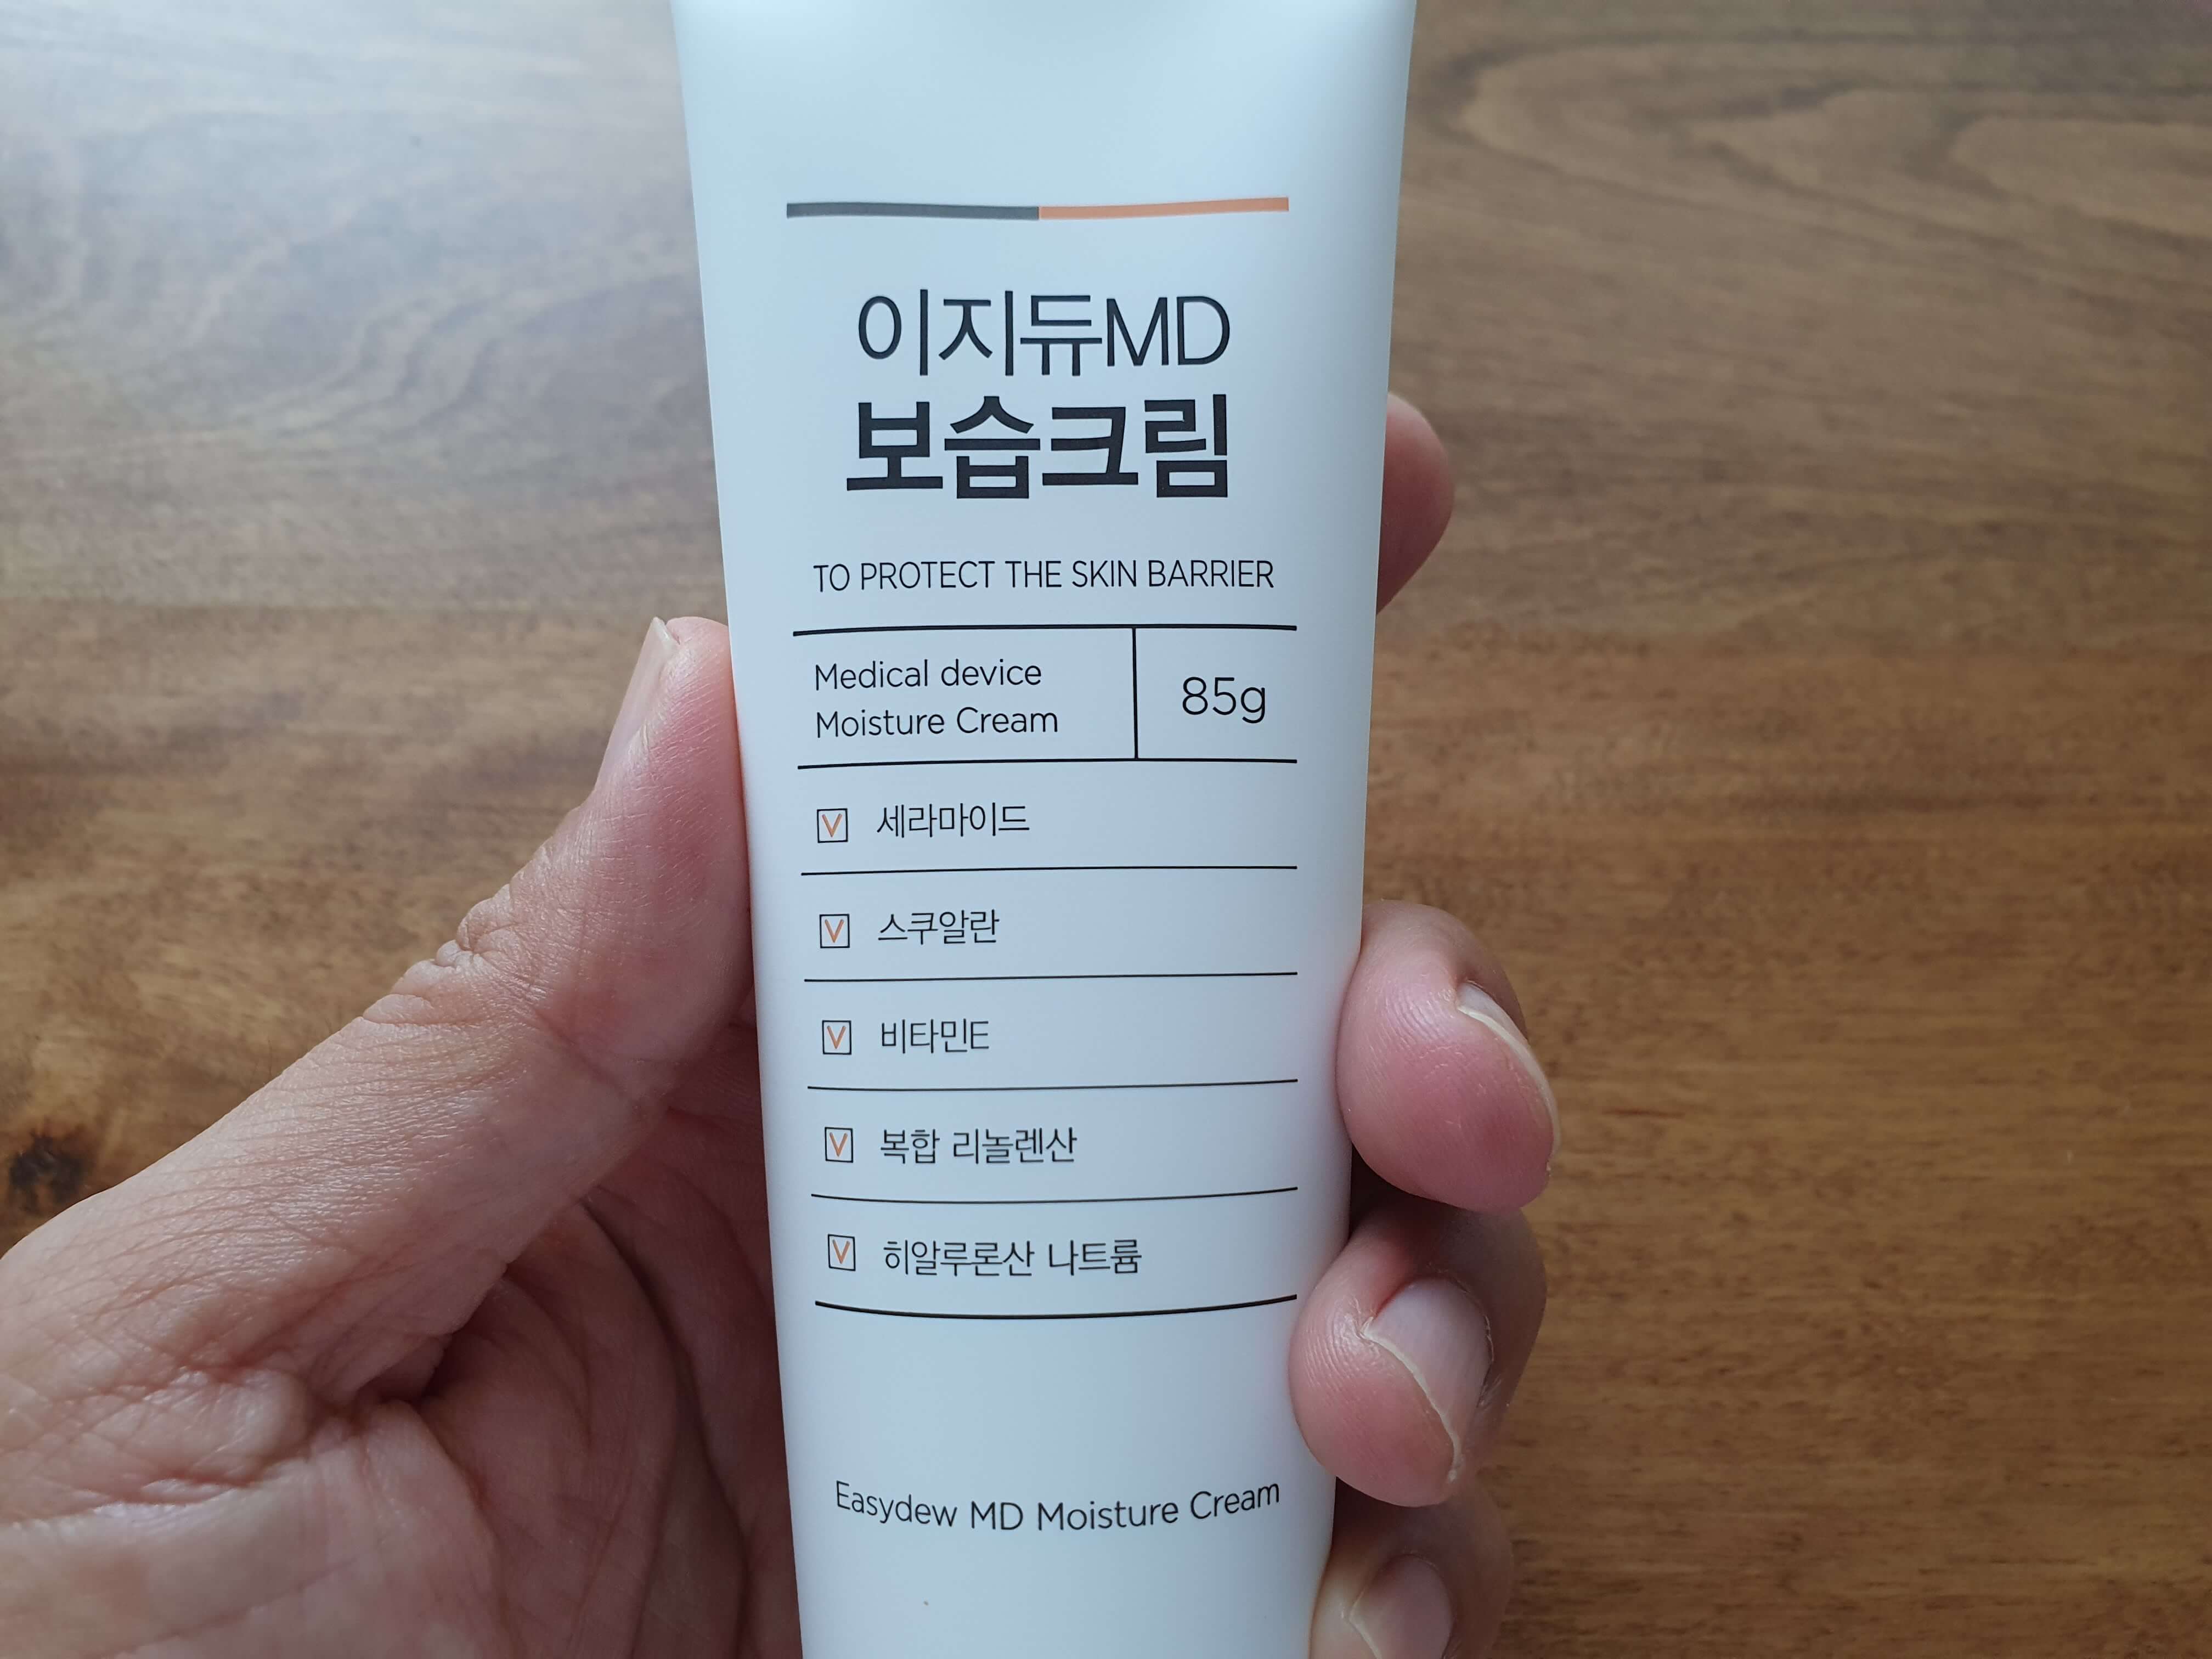 이지듀MD
보습크림
TO PROTECT THE SKIN BARRIER
Medical device
Moisture Cream
85g
세라마이드
스쿠알란
비타민E
복합 리놀렌산
히알루론산 나트륨
Easydew MD Moisture Cream